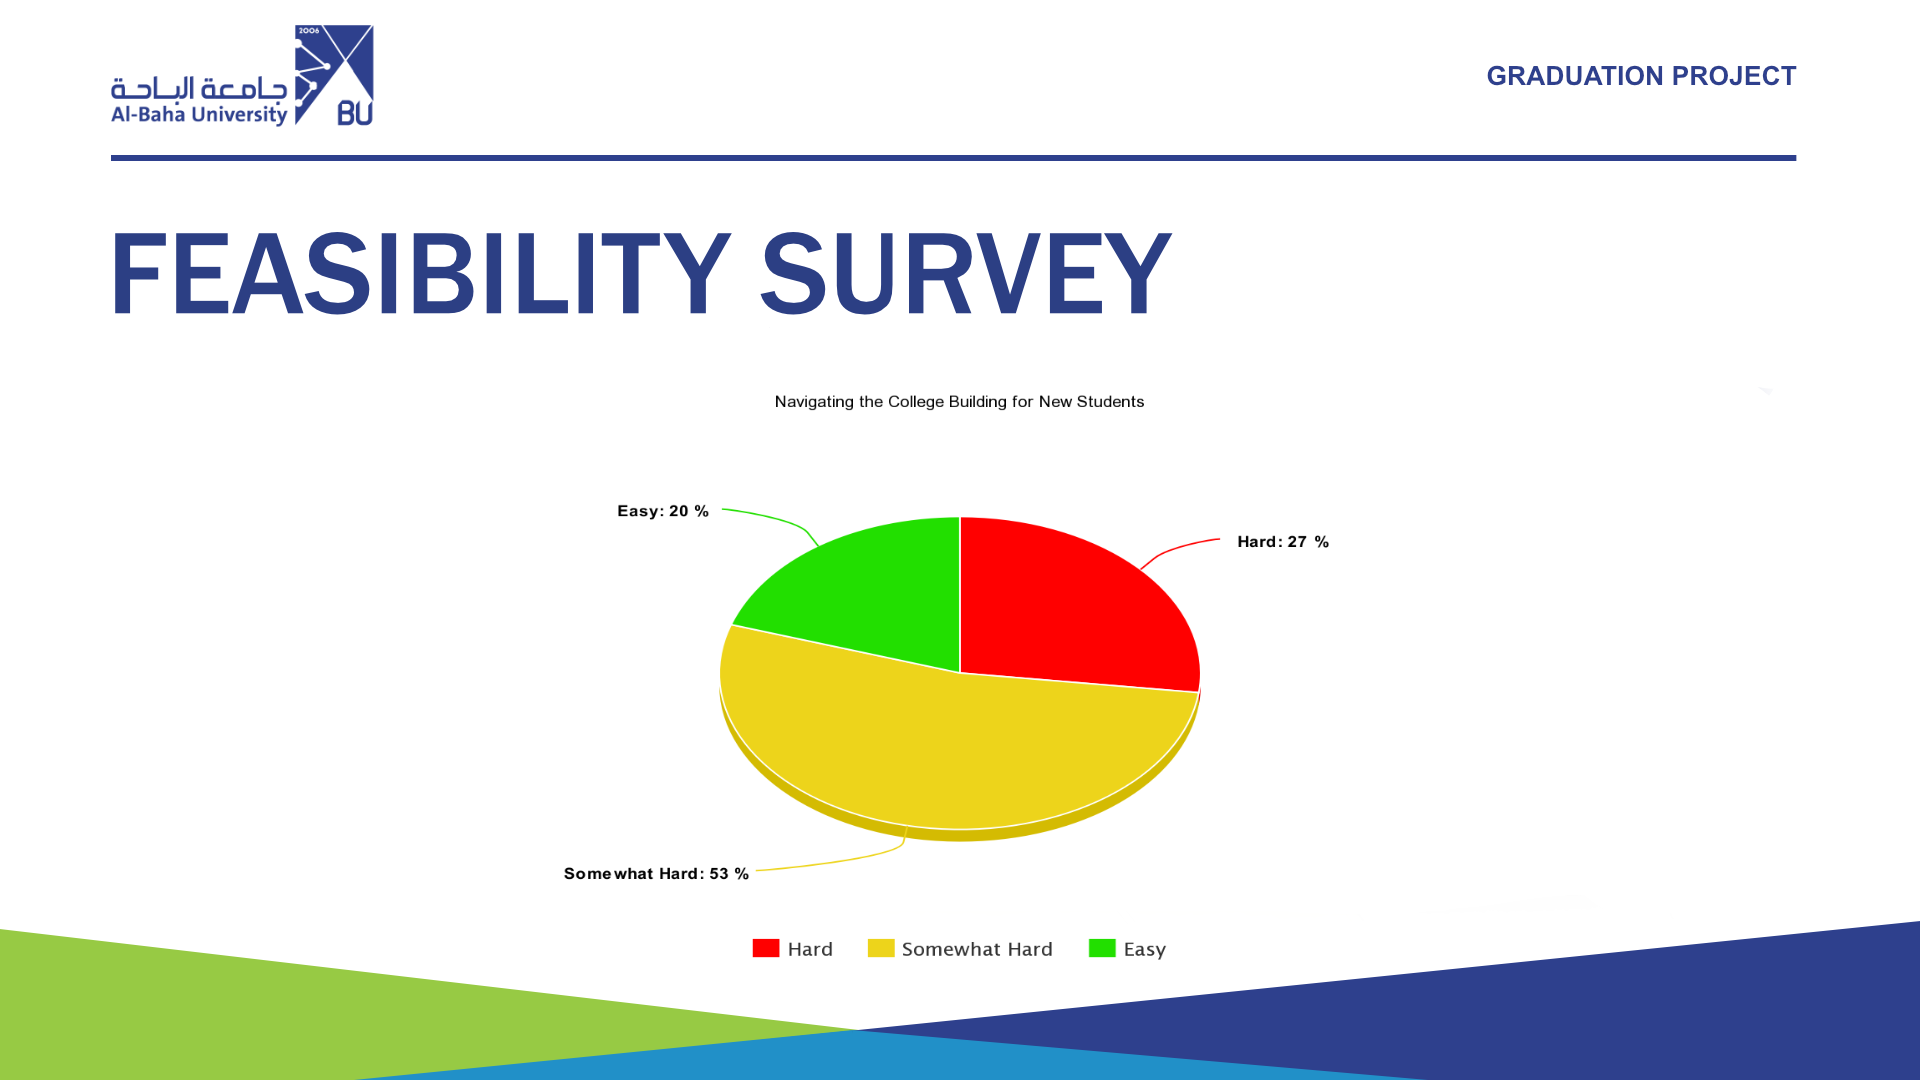 2006
جامعة الباحة
Al-Baha University
BU
GRADUATION PROJECT
FEASIBILITY SURVEY
Navigating the College Building for New Students
Easy: 20 %
Hard: 27 %
Somewhat Hard: 53 %
Hard
Somewhat Hard
Easy